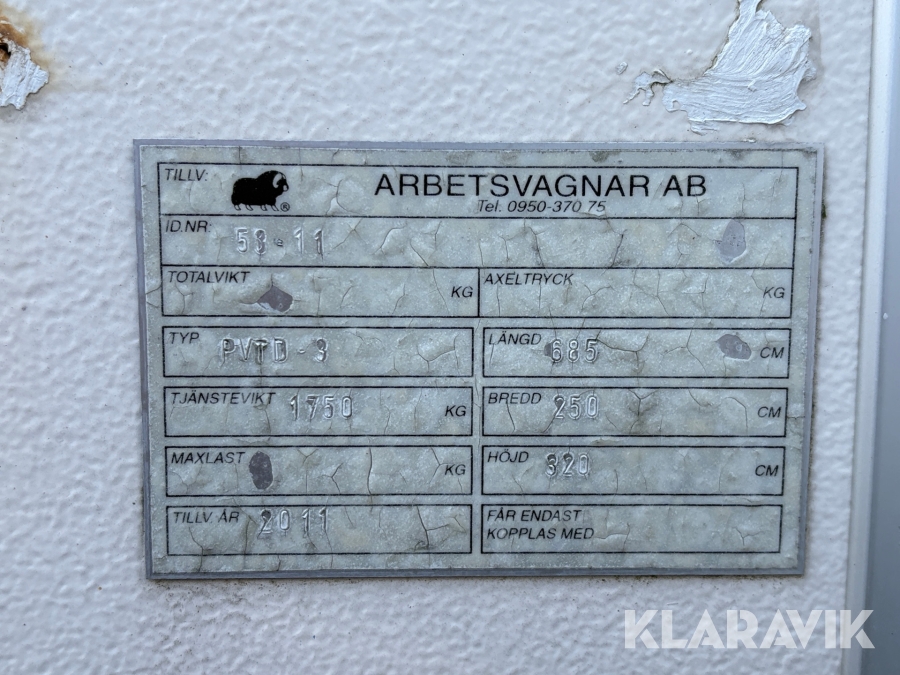 TILLV: ARBETSVAGNAR AB
®
Tel. 0950-370 75
ID.NR: 53-11
TOTALVIKT KG AXELTRYCK KG
TYP PVTD-3 LÄNGD 685 CM
TJÄNSTEVIKT 1750 KG BREDD 250 CM
MAXLAST KG HÖJD 320 CM
TILLV. ÅR 2011 FÅR ENDAST
KOPPLAS MED
KLARAVIK